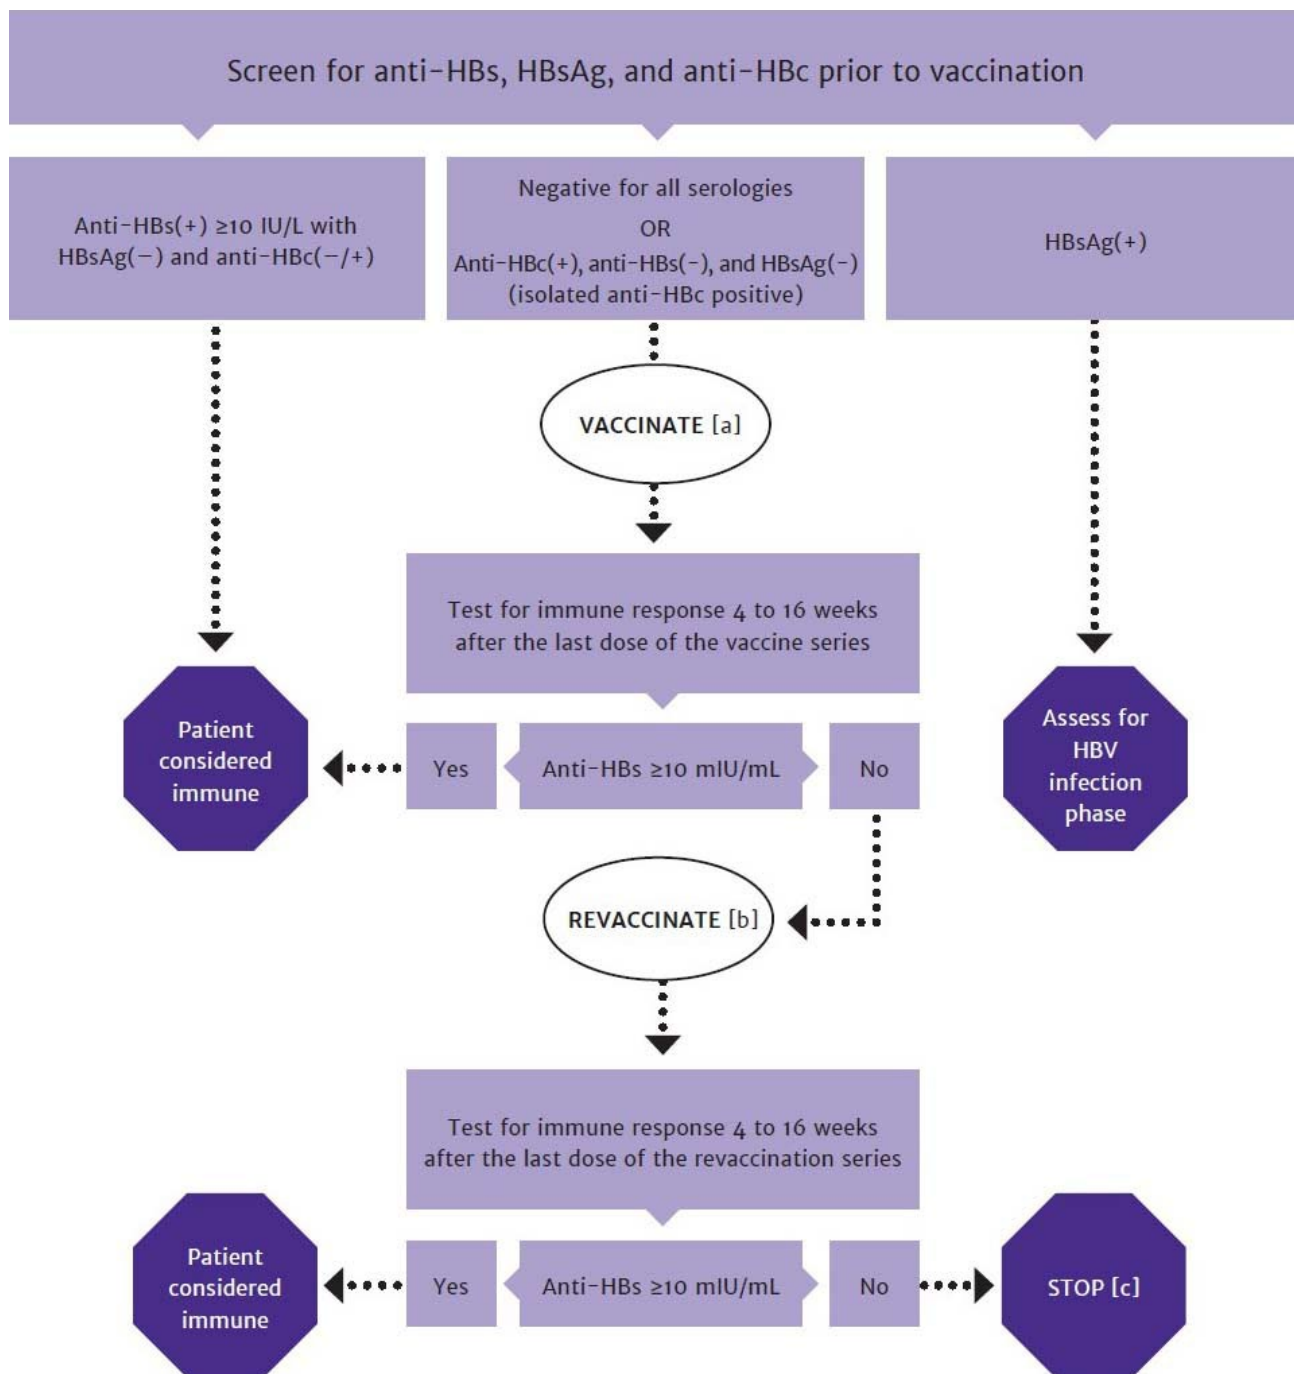 Screen for anti-HBs, HBsAg, and anti-HBc prior to vaccination
Anti-HBs(+) ≥10 IU/L with
HBsAg(−) and anti-HBc(−/+)
Negative for all serologies
OR
Anti-HBc(+), anti-HBs(-), and HBsAg(-)
(isolated anti-HBc positive)
HBsAg(+)
VACCINATE [a]
Test for immune response 4 to 16 weeks
after the last dose of the vaccine series
Patient
considered
immune
Yes
Anti-HBs ≥10 mIU/mL
No
Assess for
HBV
infection
phase
REVACCINATE [b]
Test for immune response 4 to 16 weeks
after the last dose of the revaccination series
Patient
considered
immune
Yes
Anti-HBs ≥10 mIU/mL
No
STOP [c]